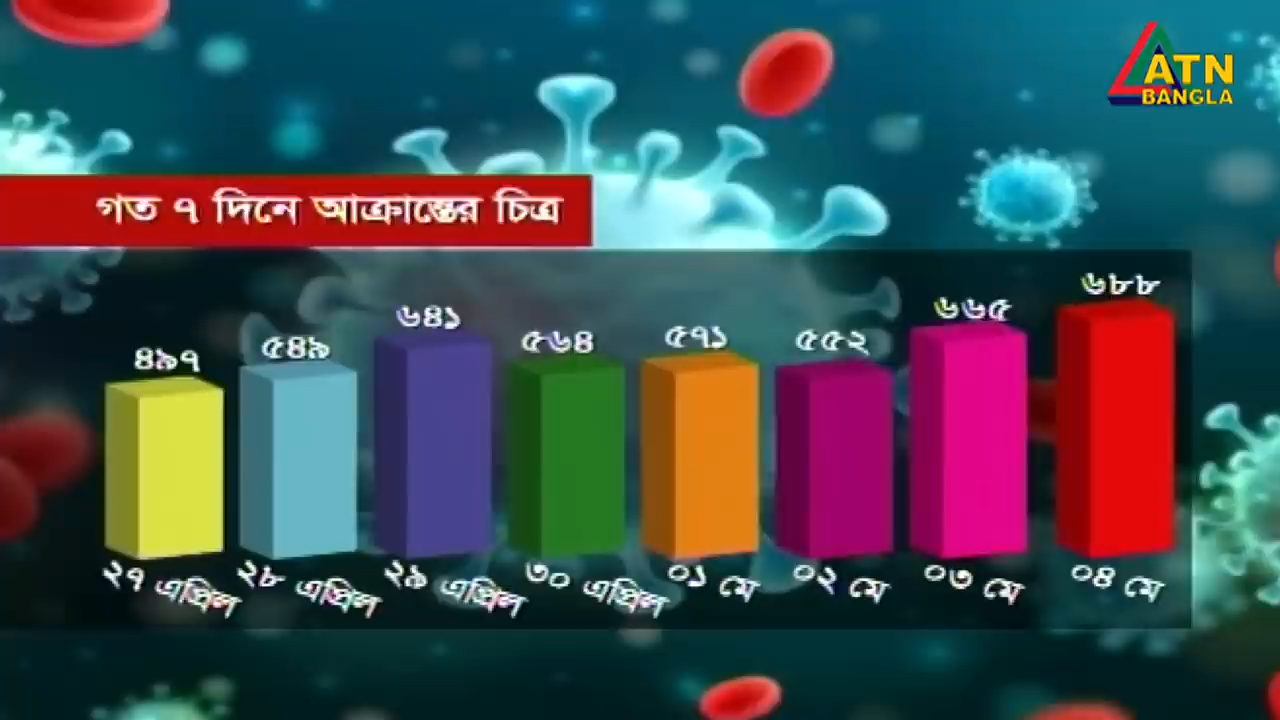 ATN
BANGLA
গত ৭ দিনে আক্রান্তের চিত্র
৪৯৭ ৫৪৯ ৬৪১ ৫৬৪ ৫৭১ ৫৫২ ৬৬৫ ৬৮৮
২৭ এপ্রিল ২৮ এপ্রিল ২৯ এপ্রিল ৩০ এপ্রিল ০১ মে ০২ মে ০৩ মে ০৪ মে